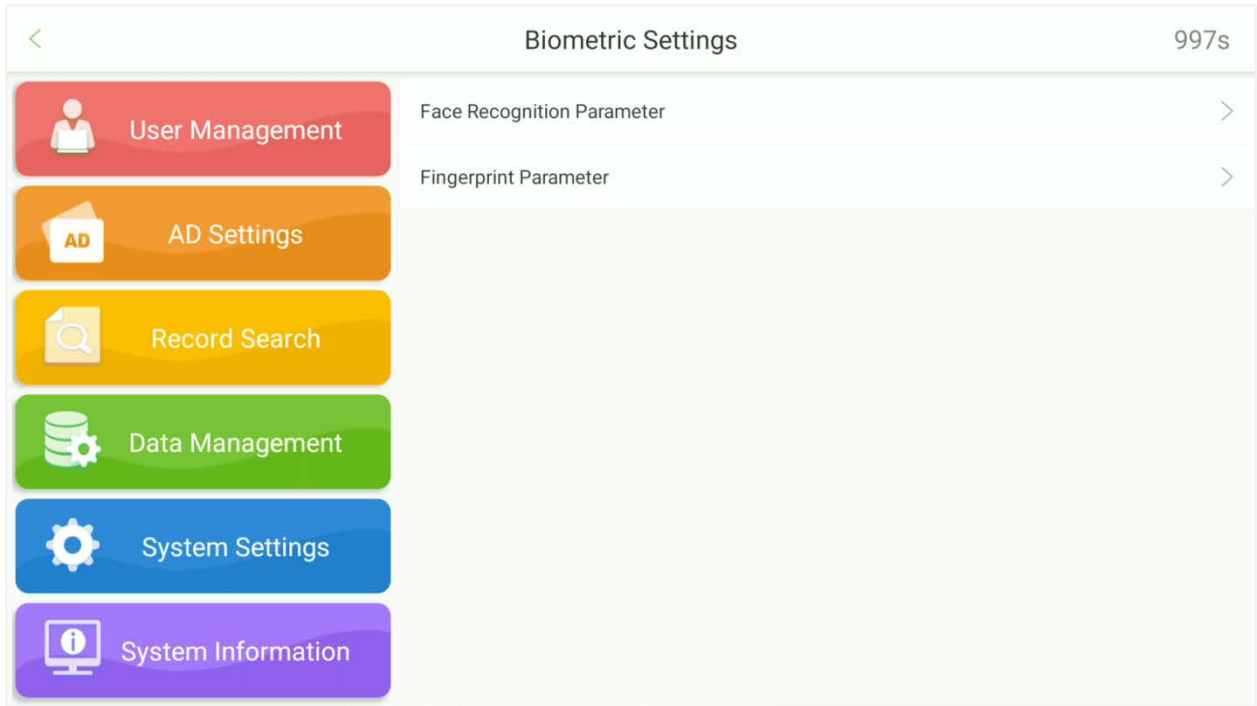 Biometric Settings
997s
User Management
AD
AD Settings
Record Search
Data Management
System Settings
System Information
Face Recognition Parameter
Fingerprint Parameter